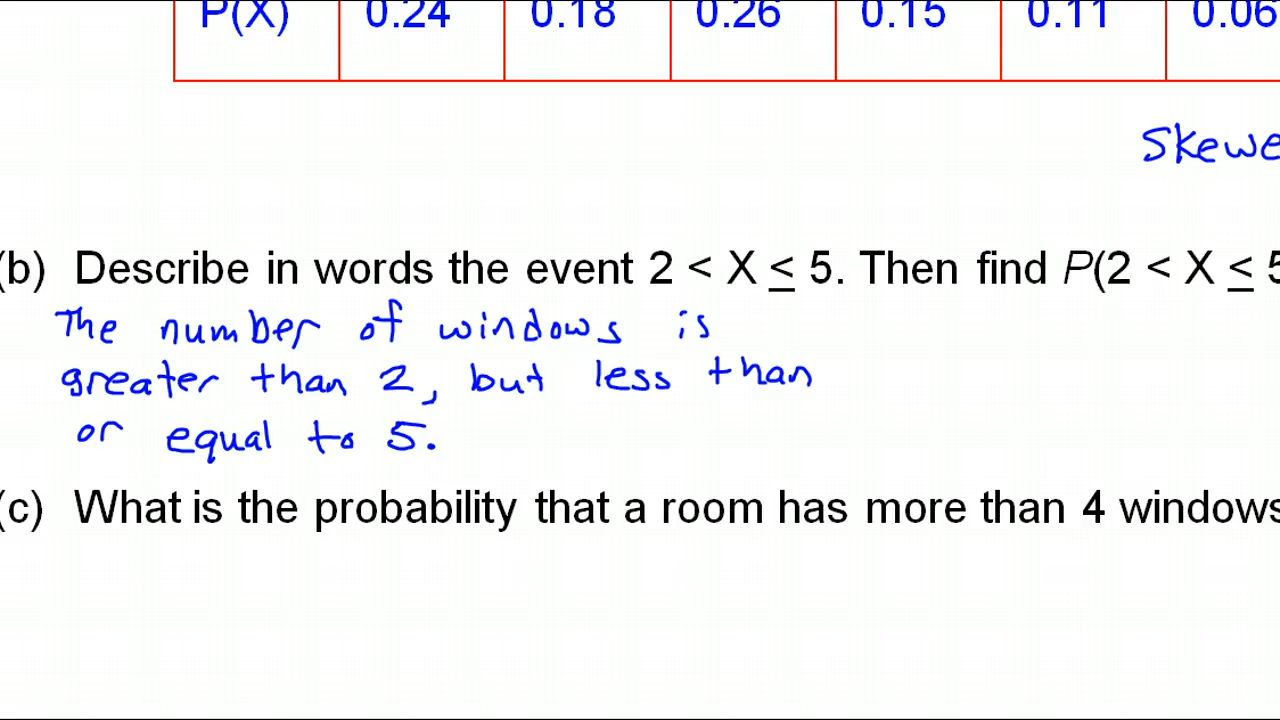 P(X) 0.24 0.18 0.26 0.15 0.11 0.06
(b) Describe in words the event 2 < X ≤ 5. Then find P(2 < X ≤ 5
The number of windows is
greater than 2, but less than
or equal to 5.
(c) What is the probability that a room has more than 4 windows